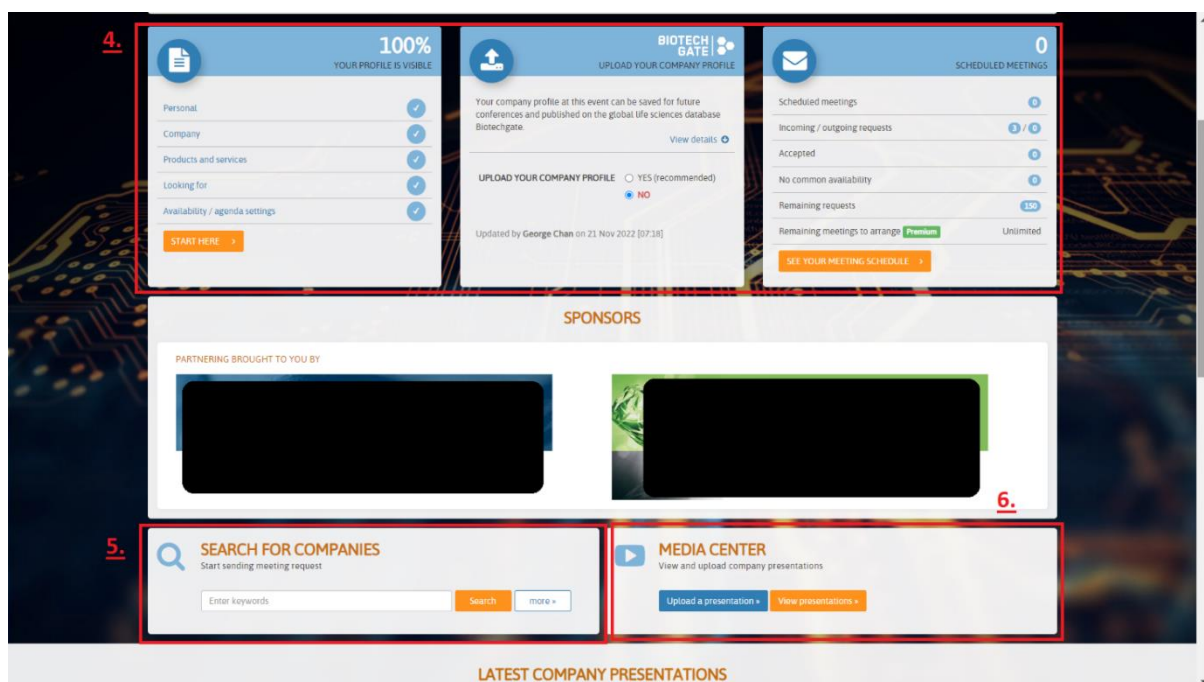 4.
100%
YOUR PROFILE IS VISIBLE
Personal
Company
Products and services
Looking for
Availability / agenda settings
START HERE >
BIOTECH
GATE
UPLOAD YOUR COMPANY PROFILE
Your company profile at this event can be saved for future
conferences and published on the global life sciences database
Biotechgate.
View details
UPLOAD YOUR COMPANY PROFILE YES (recommended)
NO
Updated by George Chan on 21 Nov 2022 [07:18]
0
SCHEDULED MEETINGS
Scheduled meetings 0
Incoming / outgoing requests 3 / 0
Accepted 0
No common availability 0
Remaining requests 150
Remaining meetings to arrange Premium Unlimited
SEE YOUR MEETING SCHEDULE >
SPONSORS
PARTNERING BROUGHT TO YOU BY
5.
SEARCH FOR COMPANIES
Start sending meeting request
Enter keywords Search more »
6.
MEDIA CENTER
View and upload company presentations
Upload a presentation » View presentations »
LATEST COMPANY PRESENTATIONS